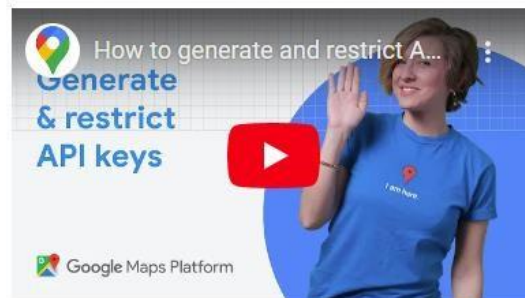 How to generate and restrict A...
Generate
& restrict
API keys
I am here
Google Maps Platform